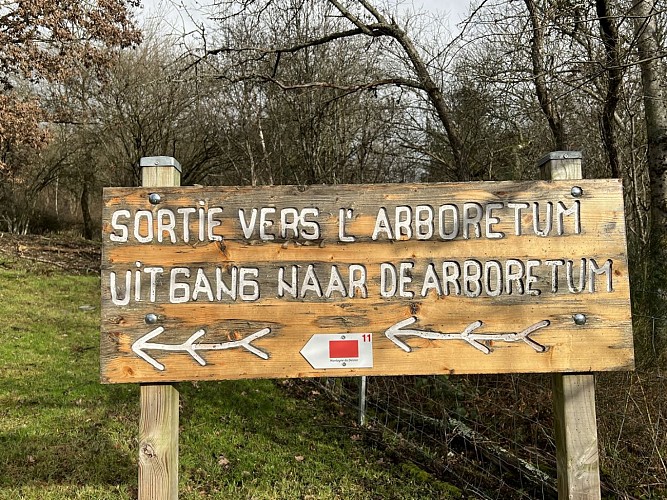 SORTIE VERS L' ARBORETUM
UITGANG NAAR DE ARBORETUM
11